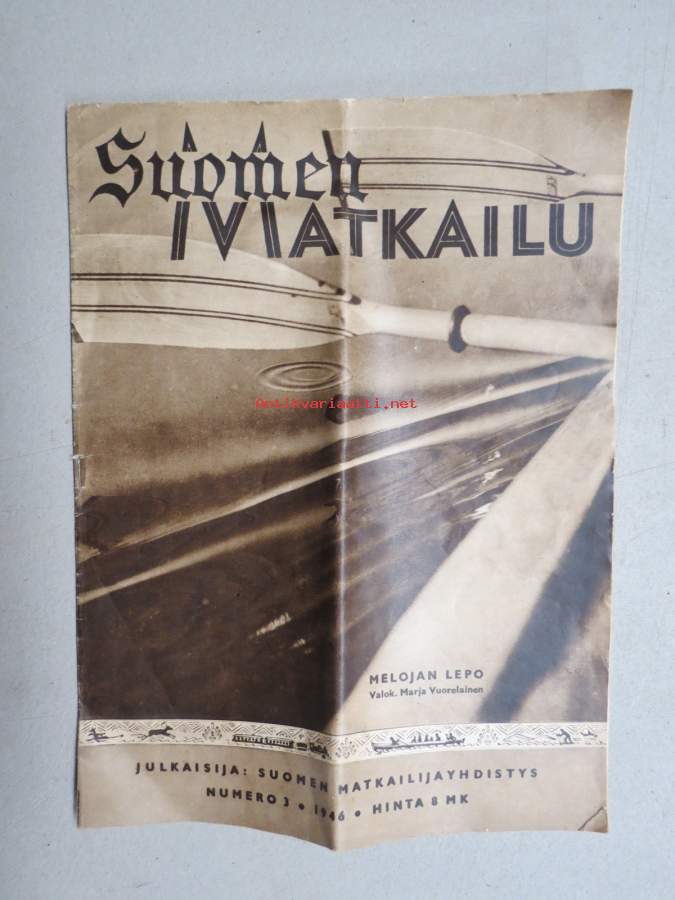 Suomen
MATKAILU
antikvariaatti.net
MELOJAN LEPO
Valok. Marja Vuorelainen
JULKAISIJA: SUOMEN MATKAILIJAYHDISTYS
NUMERO 3 • 1946 • HINTA 8 MK